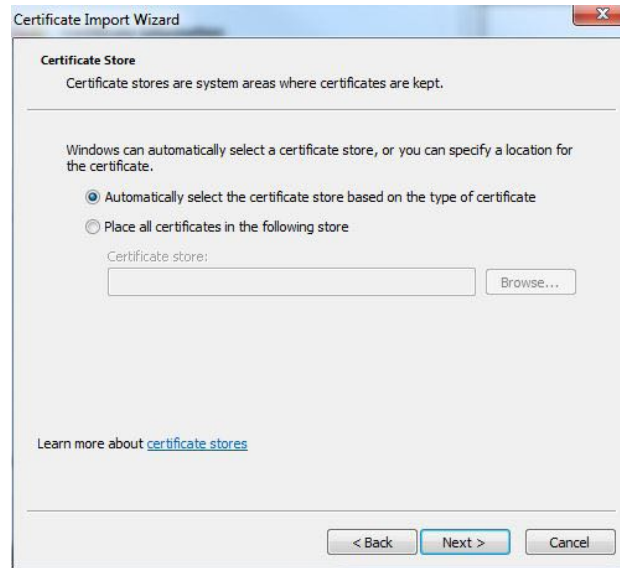 Certificate Import Wizard
Certificate Store
Certificate stores are system areas where certificates are kept.
Windows can automatically select a certificate store, or you can specify a location for
the certificate.
Automatically select the certificate store based on the type of certificate
Place all certificates in the following store
Certificate store:
Browse...
Learn more about certificate stores
< Back Next > Cancel